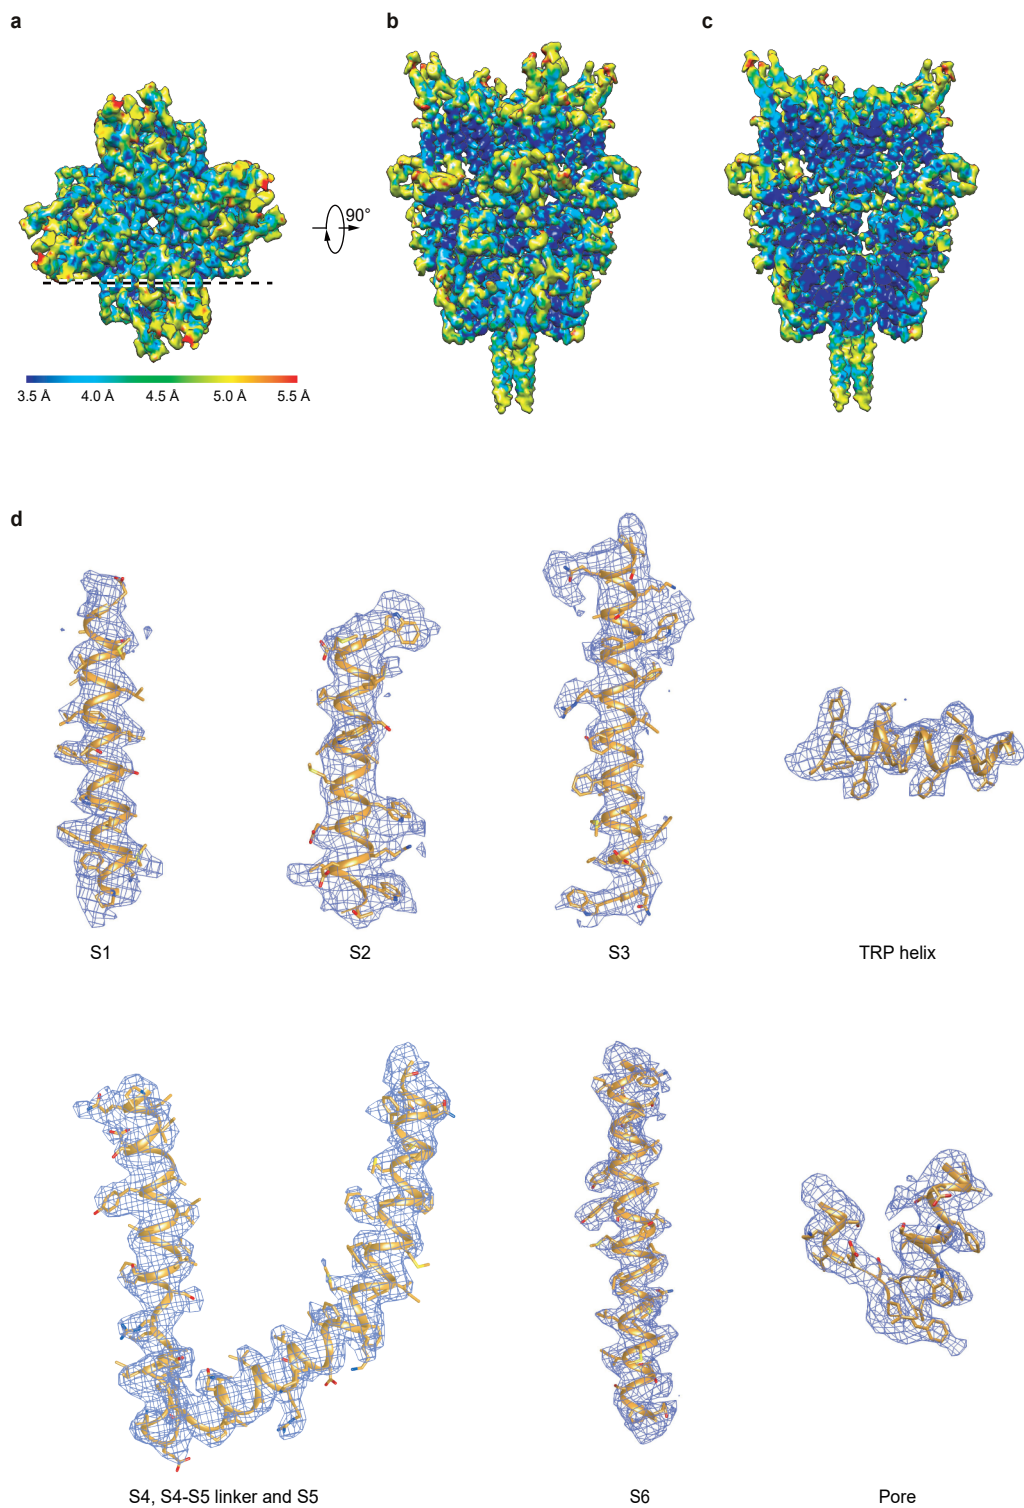 a
b
c
90°
3.5 Å 4.0 Å 4.5 Å 5.0 Å 5.5 Å
d
S1
S2
S3
TRP helix
S4, S4-S5 linker and S5
S6
Pore